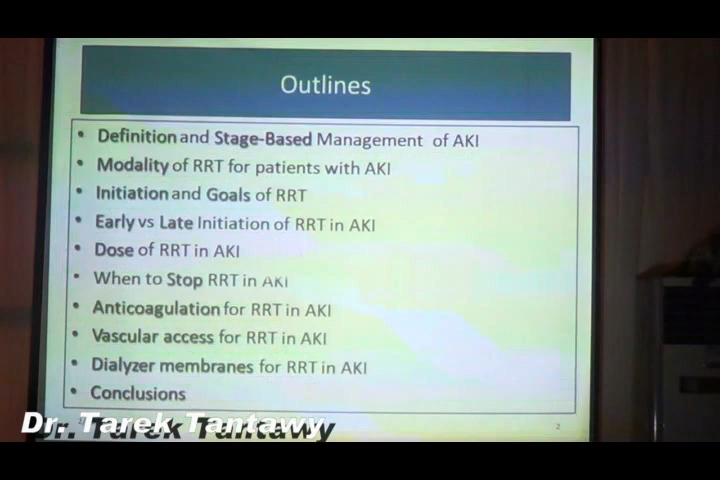 Outlines
• Definition and Stage-Based Management of AKI
• Modality of RRT for patients with AKI
• Initiation and Goals of RRT
• Early vs Late Initiation of RRT in AKI
• Dose of RRT in AKI
• When to Stop RRT in AKI
• Anticoagulation for RRT in AKI
• Vascular access for RRT in AKI
• Dialyzer membranes for RRT in AKI
• Conclusions
Dr. Tarek Tantawy
2